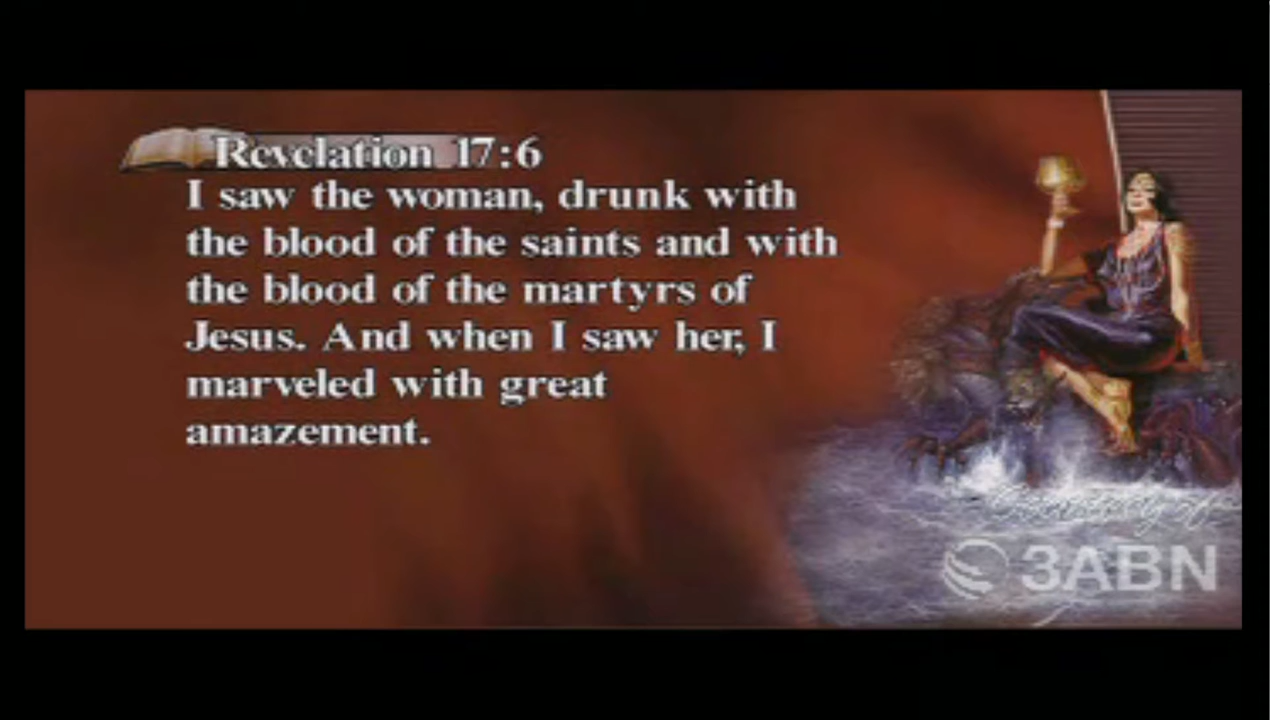 Revelation 17:6
I saw the woman, drunk with
the blood of the saints and with
the blood of the martyrs of
Jesus. And when I saw her, I
marveled with great
amazement.
3ABN